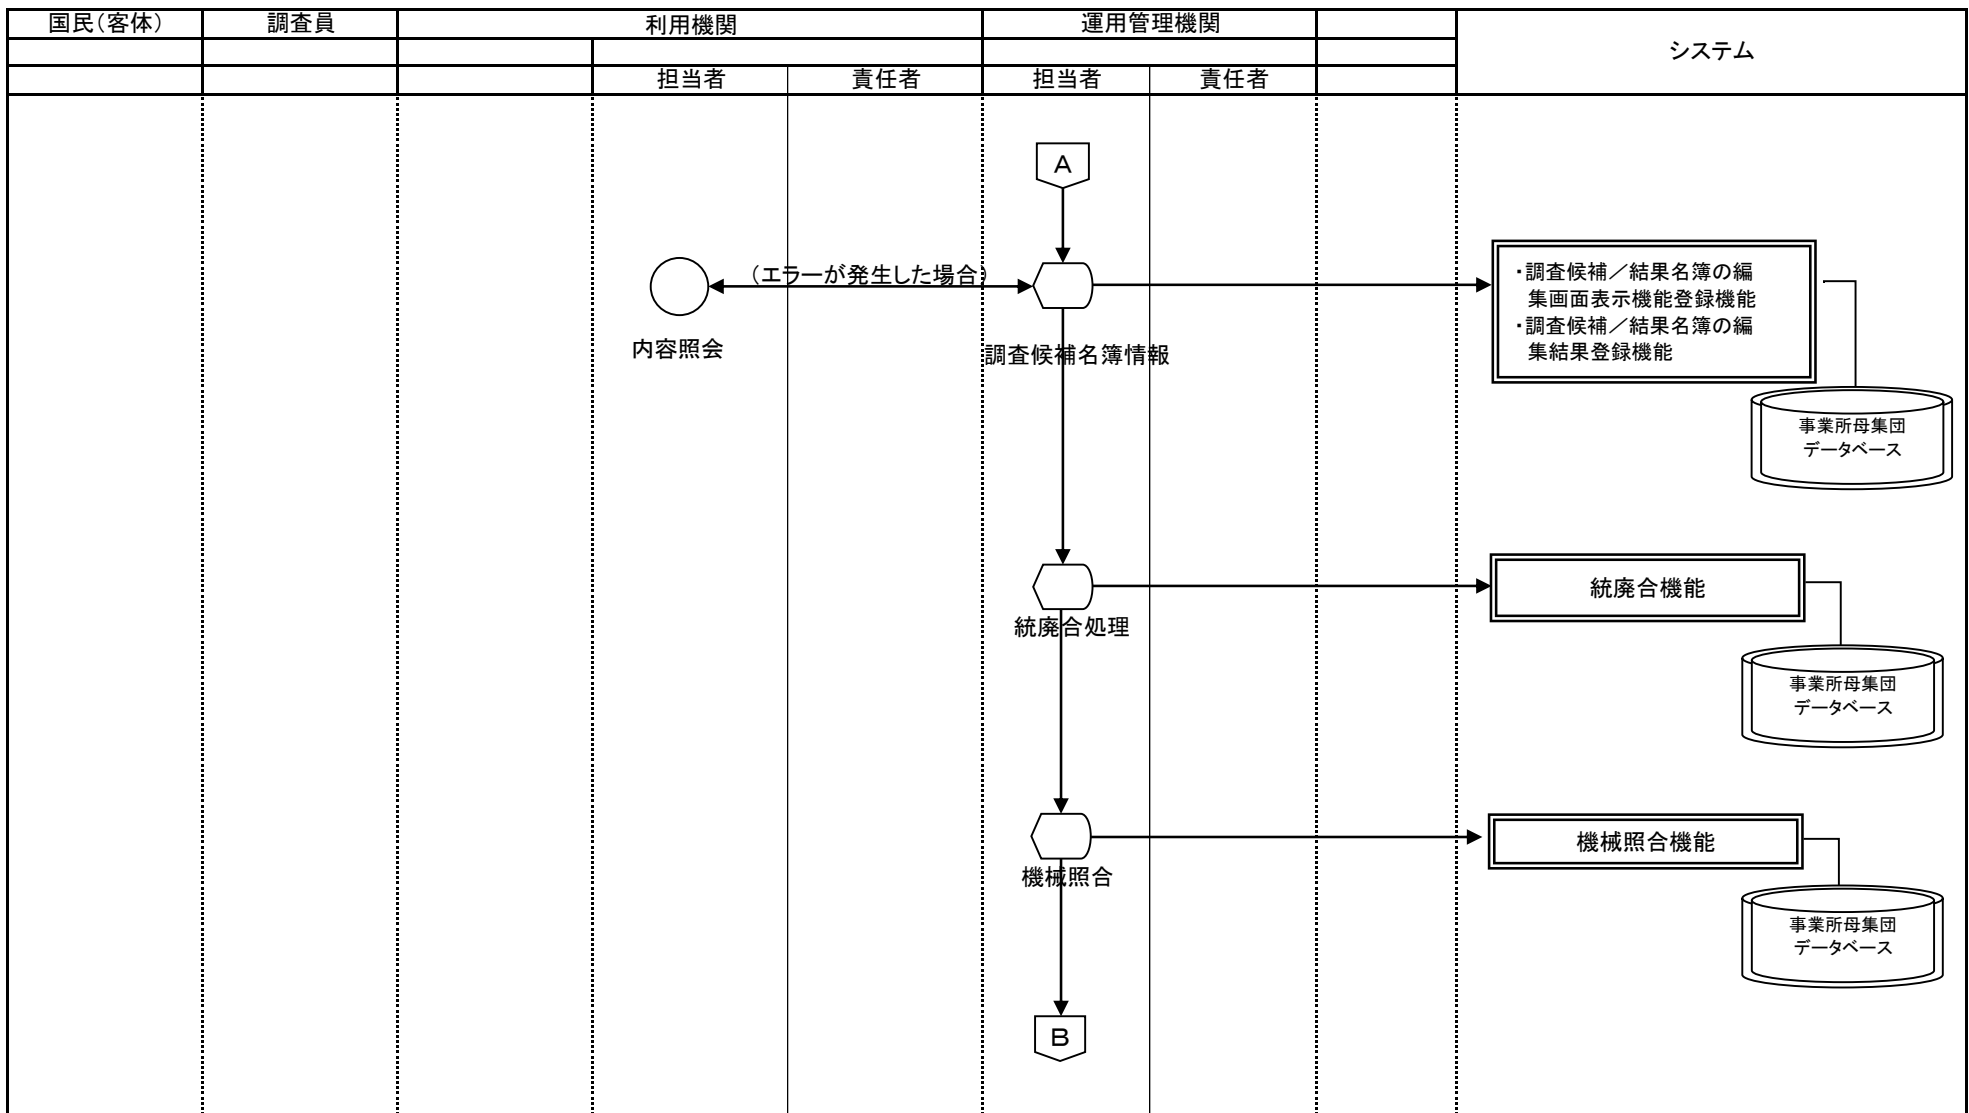 国民（客体）
調査員
利用機関
運用管理機関
システム
担当者
責任者
担当者
責任者
A
（エラーが発生した場合）
内容照会
調査候補名簿情報
・調査候補／結果名簿の編
集画面表示機能登録機能
・調査候補／結果名簿の編
集結果登録機能
事業所母集団
データベース
統廃合処理
統廃合機能
事業所母集団
データベース
機械照合
機械照合機能
事業所母集団
データベース
B